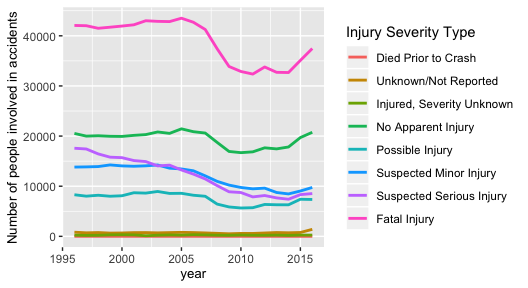 Number of people involved in accidents
40000
30000
20000
10000
0
1995
2000
2005
2010
2015
year
Injury Severity Type
Died Prior to Crash
Unknown/Not Reported
Injured, Severity Unknown
No Apparent Injury
Possible Injury
Suspected Minor Injury
Suspected Serious Injury
Fatal Injury